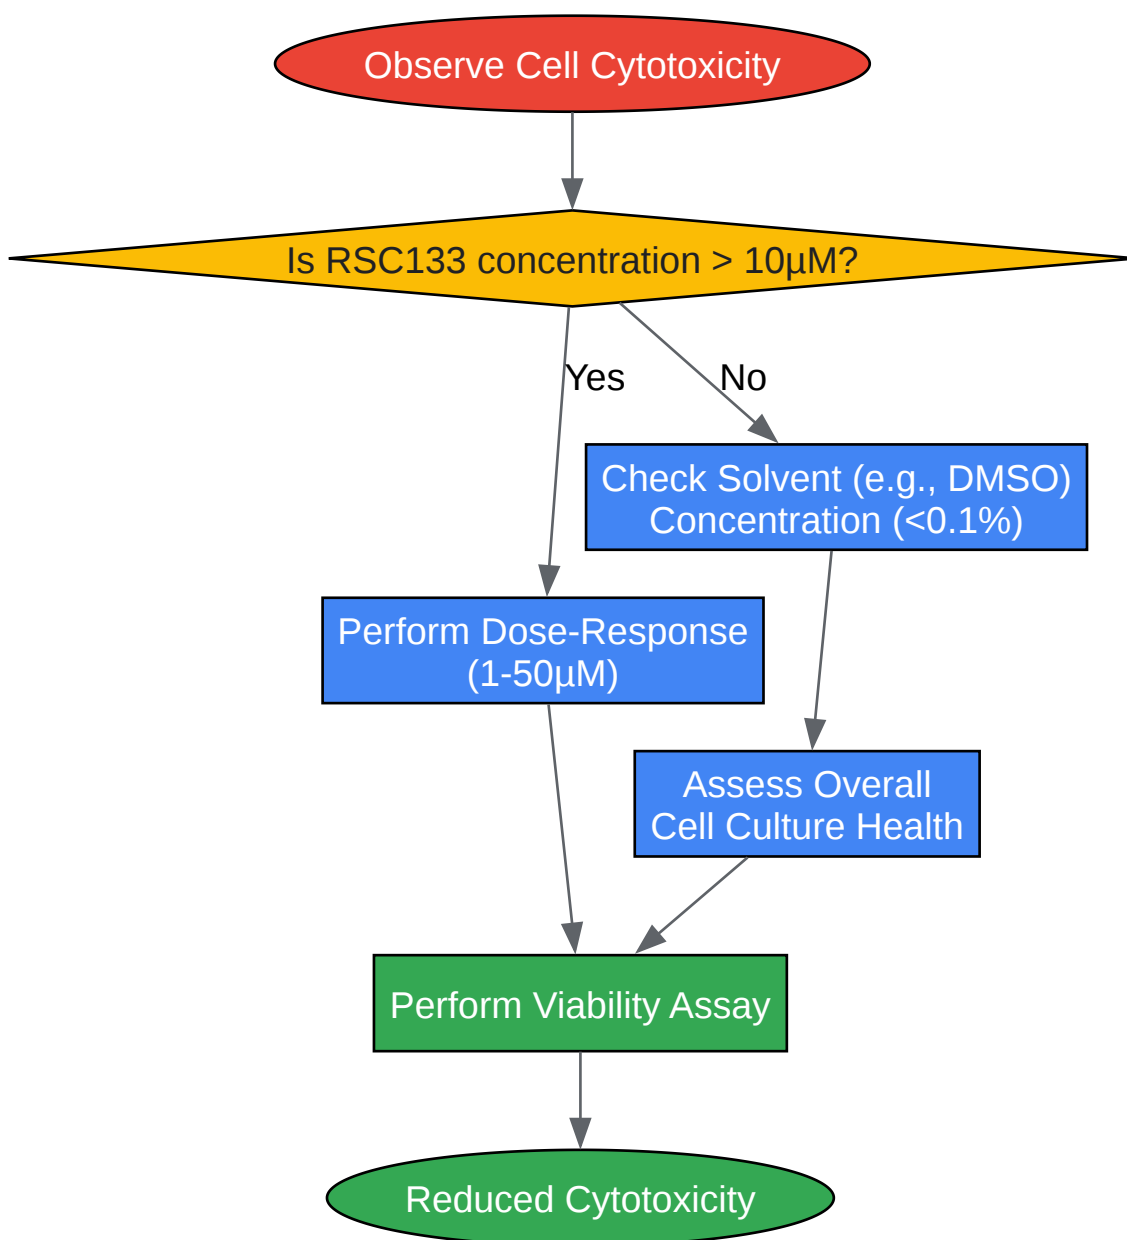 Observe Cell Cytotoxicity
Is RSC133 concentration > 10µM?
Yes
No
Check Solvent (e.g., DMSO)
Concentration (<0.1%)
Perform Dose-Response
(1-50µM)
Assess Overall
Cell Culture Health
Perform Viability Assay
Reduced Cytotoxicity